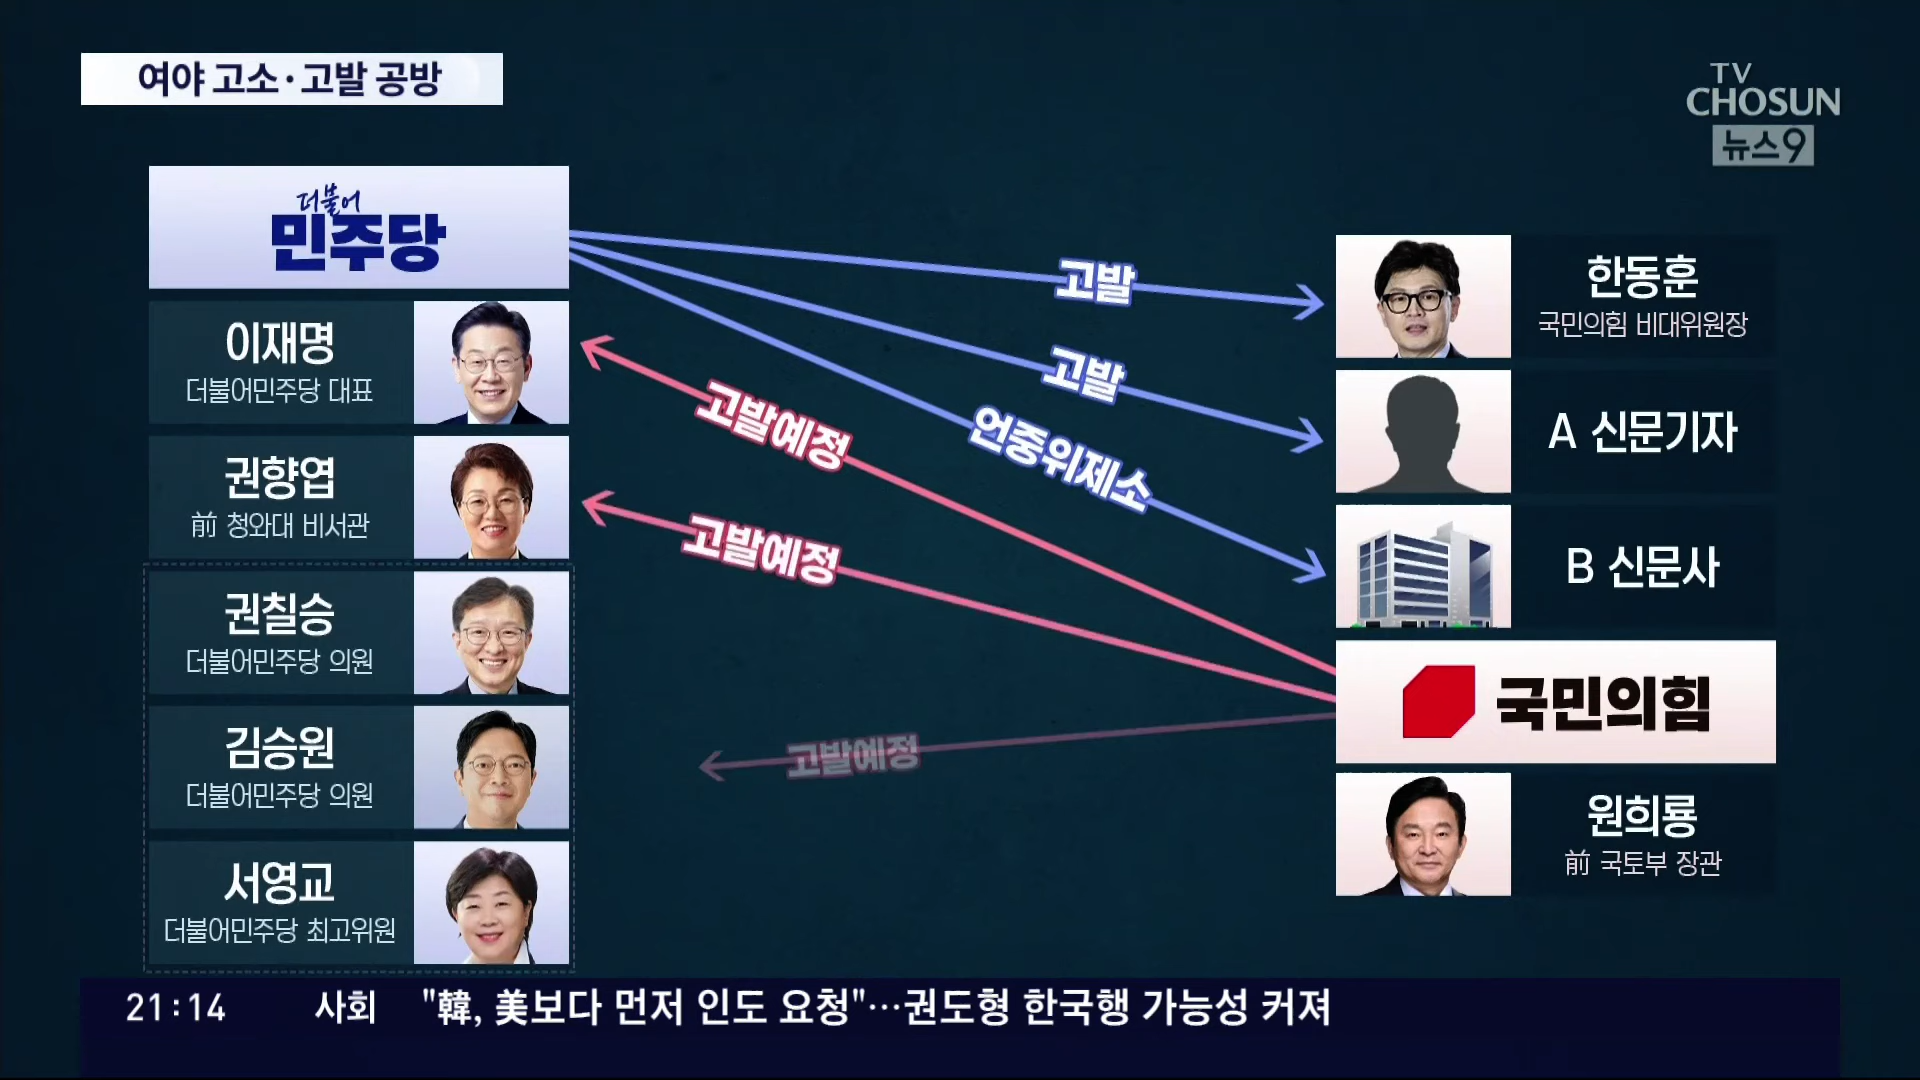 여야 고소·고발 공방
TV
CHOSUN
뉴스9
더불어
민주당
이재명
더불어민주당 대표
권향엽
前 청와대 비서관
권칠승
더불어민주당 의원
김승원
더불어민주당 의원
서영교
더불어민주당 최고위원
고발
고발
언중위제소
고발예정
고발예정
고발예정
한동훈
국민의힘 비대위원장
A 신문기자
B 신문사
국민의힘
원희룡
前 국토부 장관
21:14 사회 "韓, 美보다 먼저 인도 요청"…권도형 한국행 가능성 커져